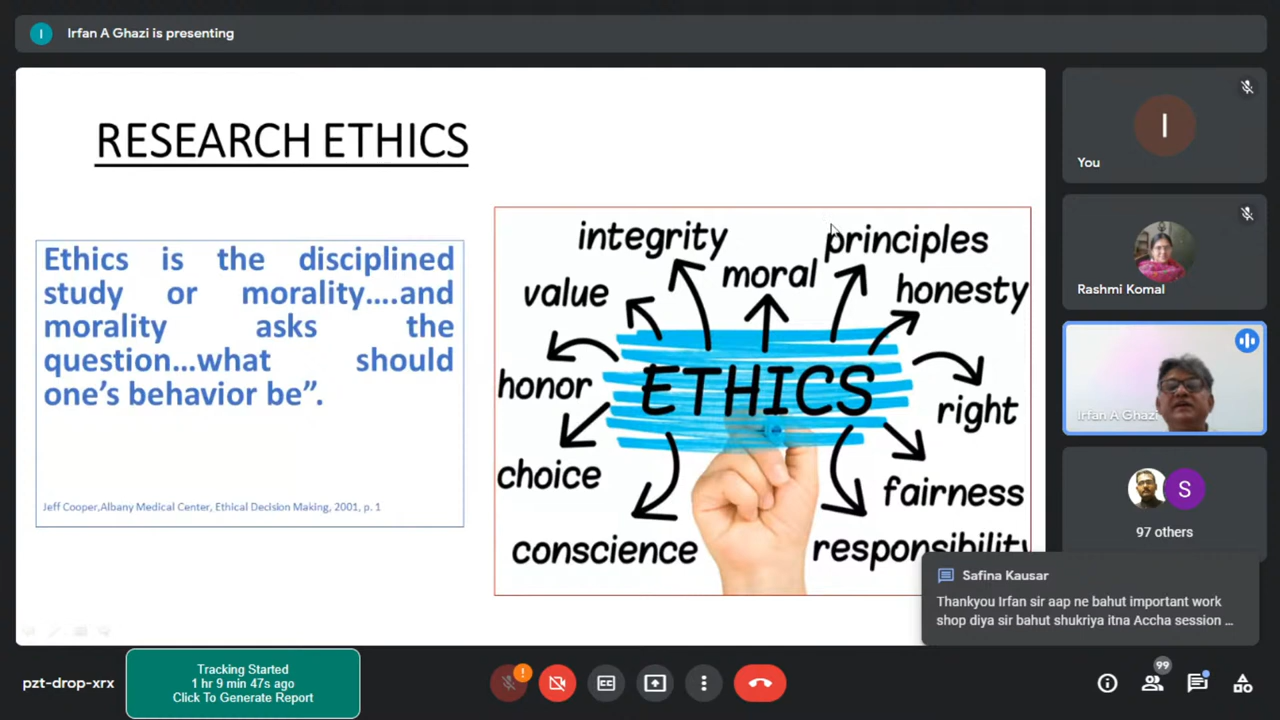 I
Irfan A Ghazi is presenting
RESEARCH ETHICS
Ethics is the disciplined
study or morality....and
morality asks the
question...what should
one's behavior be”.
Jeff Cooper,Albany Medical Center, Ethical Decision Making, 2001, p. 1
integrity
principles
moral
value
honesty
ETHICS
honor
right
choice
fairness
conscience
responsibility
I
You
Rashmi Komal
Irfan A Ghazi
S
97 others
Safina Kausar
Thankyou Irfan sir aap ne bahut important work
shop diya sir bahut shukriya itna Accha session ...
pzt-drop-xrx
Tracking Started
1 hr 9 min 47s ago
Click To Generate Report
!
CC
99